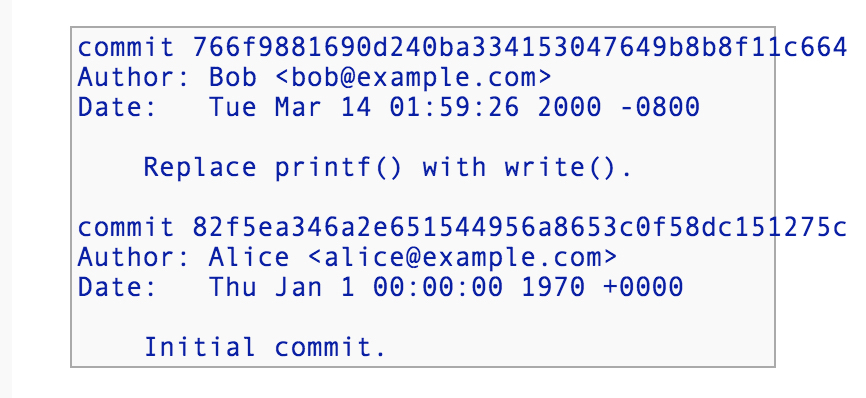 commit 766f9881690d240ba334153047649b8b8f11c664
Author: Bob <bob@example.com>
Date:   Tue Mar 14 01:59:26 2000 -0800
Replace printf() with write().
commit 82f5ea346a2e651544956a8653c0f58dc151275c
Author: Alice <alice@example.com>
Date:   Thu Jan 1 00:00:00 1970 +0000
Initial commit.